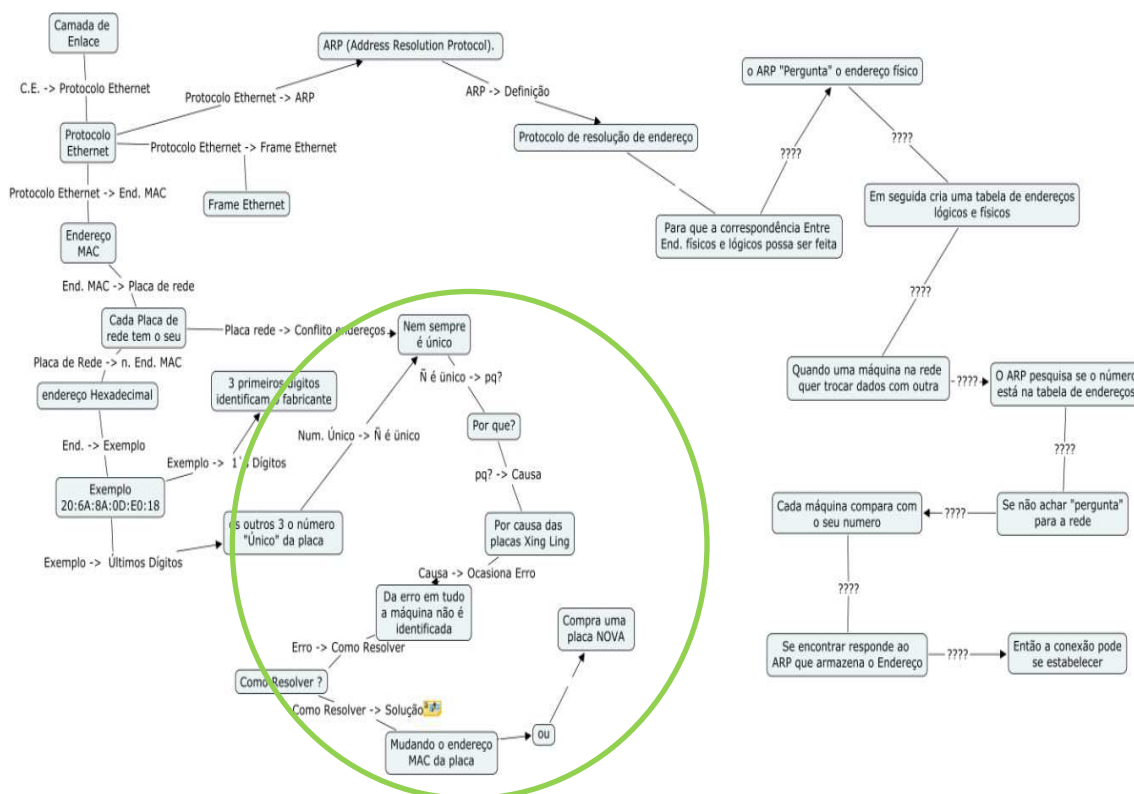 Camada de
Enlace
C.E. -> Protocolo Ethernet
Protocolo
Ethernet
Protocolo Ethernet -> ARP
ARP (Address Resolution Protocol).
ARP -> Definição
Protocolo de resolução de endereço
Para que a correspondência Entre
End. físicos e lógicos possa ser feita
????
o ARP "Pergunta" o endereço físico
????
Em seguida cria uma tabela de endereços
lógicos e físicos
????
Quando uma máquina na rede
quer trocar dados com outra
????
O ARP pesquisa se o número
está na tabela de endereços
????
Se não achar "pergunta"
para a rede
????
Cada máquina compara com
o seu numero
????
Se encontrar responde ao
ARP que armazena o Endereço
????
Então a conexão pode
se estabelecer
Protocolo Ethernet -> Frame Ethernet
Frame Ethernet
Protocolo Ethernet -> End. MAC
Endereço
MAC
End. MAC -> Placa de rede
Cada Placa de
rede tem o seu
Placa rede -> Conflito endereços
Nem sempre
é único
Placa de Rede -> n. End. MAC
endereço Hexadecimal
End. -> Exemplo
Exemplo
20:6A:8A:0D:E0:18
Exemplo -> 1ªs Dígitos
3 primeiros dígitos
identificam o fabricante
Exemplo -> Últimos Dígitos
os outros 3 o número
"Único" da placa
Num. Único -> Ñ é único
Ñ é único -> pq?
Por que?
pq? -> Causa
Por causa das
placas Xing Ling
Causa -> Ocasiona Erro
Da erro em tudo
a máquina não é
identificada
Erro -> Como Resolver
Como Resolver ?
Como Resolver -> Solução
Mudando o endereço
MAC da placa
ou
Compra uma
placa NOVA